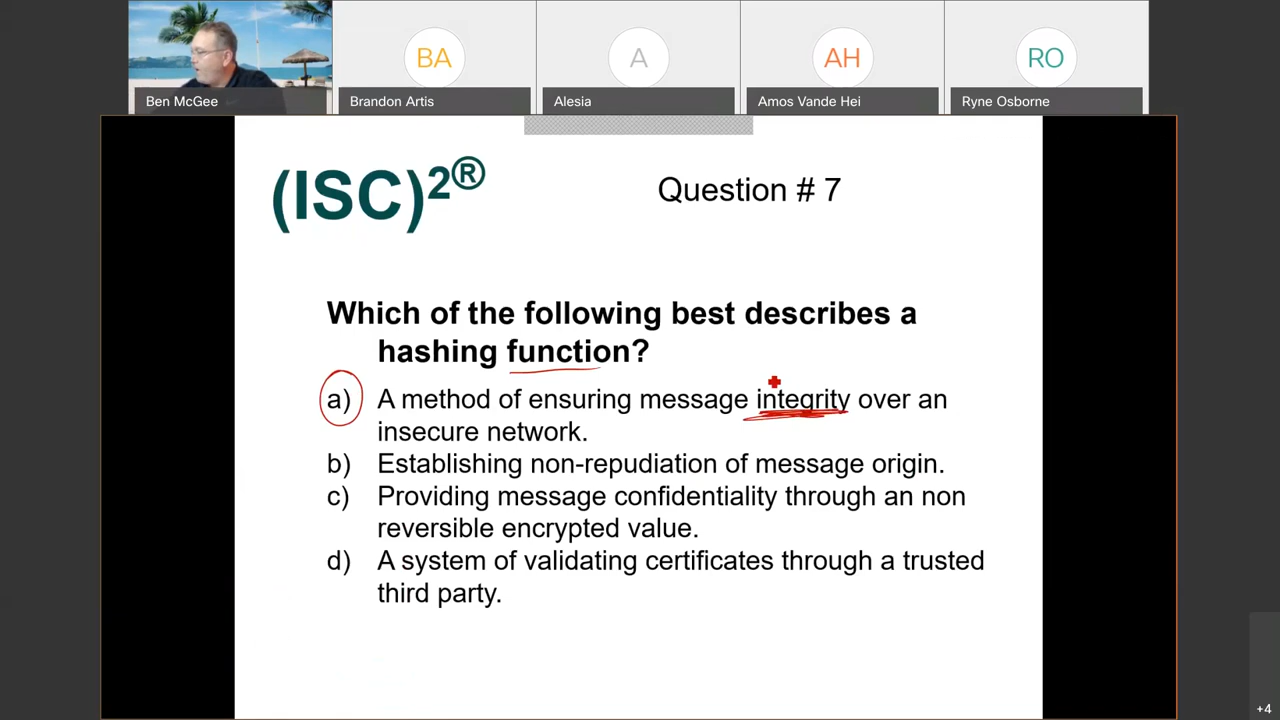 BA
A
AH
RO
Ben McGee
Brandon Artis
Alesia
Amos Vande Hei
Ryne Osborne
(ISC)2®
Question # 7
Which of the following best describes a
hashing function?
a) A method of ensuring message integrity over an
insecure network.
b) Establishing non-repudiation of message origin.
c) Providing message confidentiality through an non
reversible encrypted value.
d) A system of validating certificates through a trusted
third party.
+4